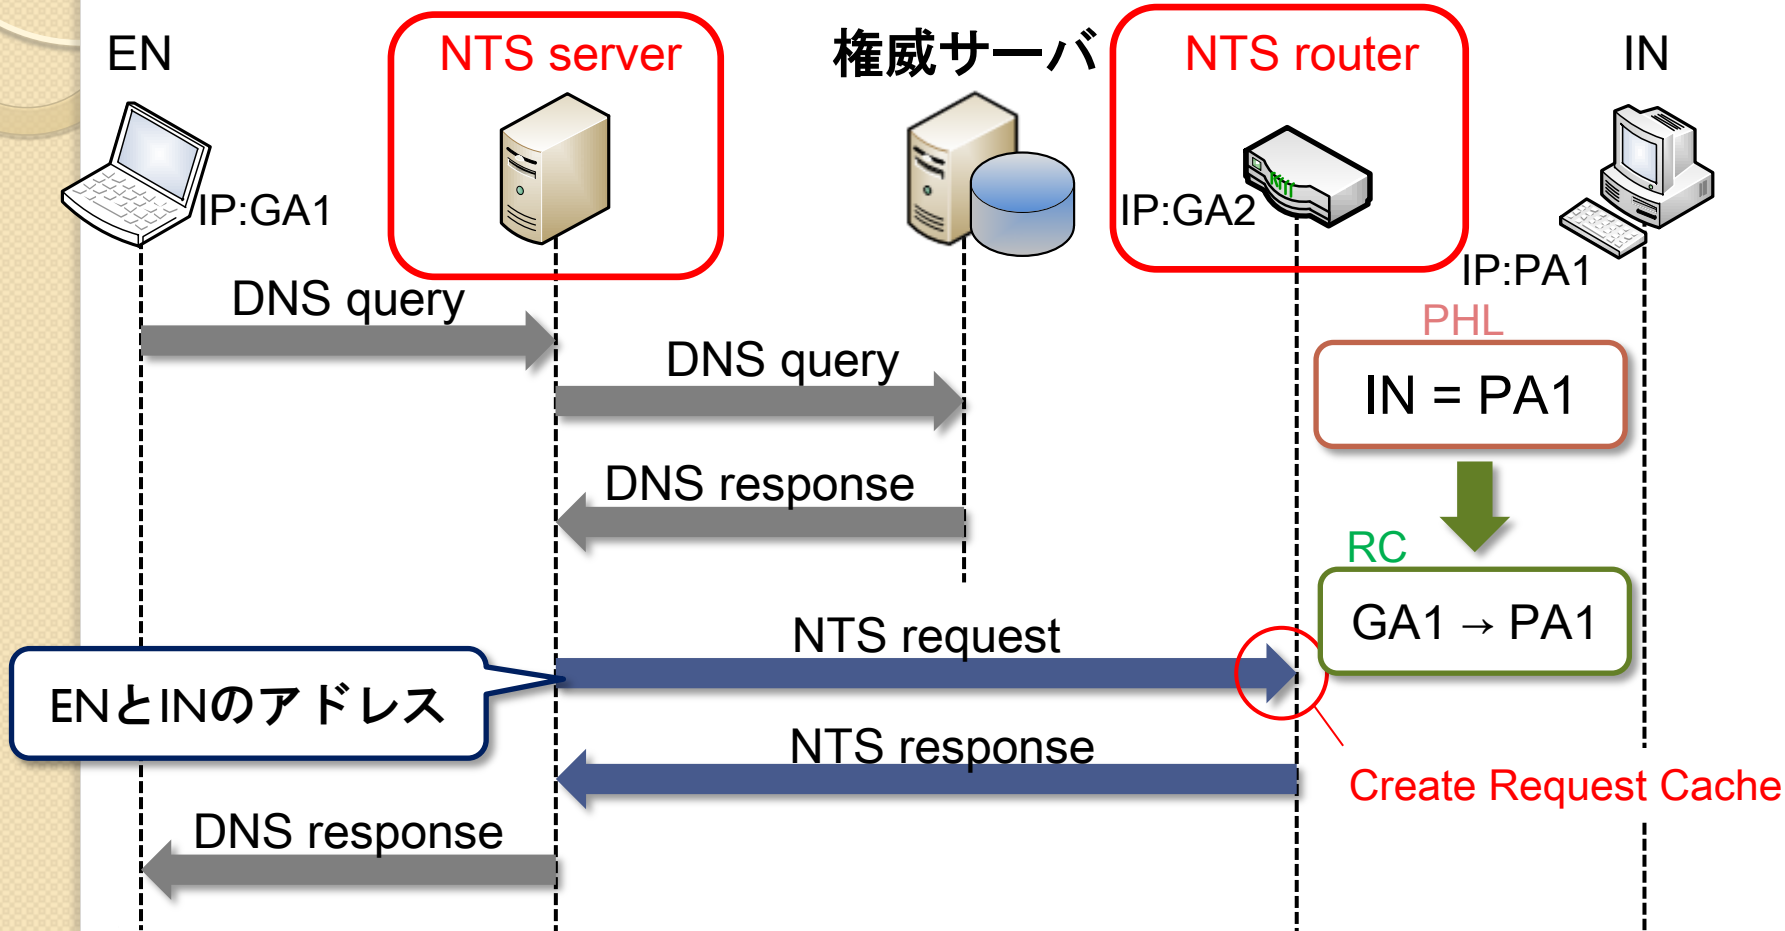 EN
NTS server
権威サーバ
NTS router
IN
IP:GA1
IP:GA2
IP:PA1
DNS query
PHL
DNS query
IN = PA1
DNS response
RC
GA1 → PA1
NTS request
ENとINのアドレス
NTS response
Create Request Cache
DNS response